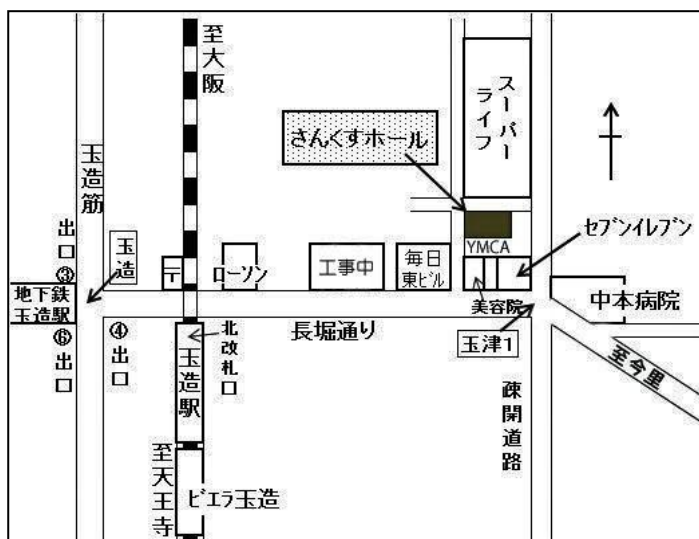 至大阪
スーパーライフ
さんくすホール
玉造筋
出口③
玉造
〒
ローソン
工事中
毎日
東ビル
YMCA
セブンイレブン
地下鉄
玉造駅
美容院
中本病院
⑥出口
④出口
北改札口
長堀通り
玉津1
玉造駅
至今里
疎開道路
至天王寺
ビエラ玉造